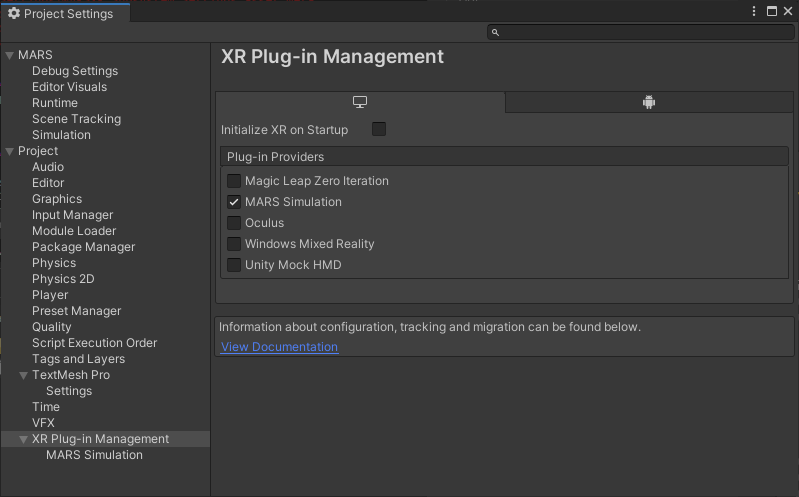 Project Settings
MARS
Debug Settings
Editor Visuals
Runtime
Scene Tracking
Simulation
Project
Audio
Editor
Graphics
Input Manager
Module Loader
Package Manager
Physics
Physics 2D
Player
Preset Manager
Quality
Script Execution Order
Tags and Layers
TextMesh Pro
Settings
Time
VFX
XR Plug-in Management
MARS Simulation
XR Plug-in Management
Initialize XR on Startup
Plug-in Providers
Magic Leap Zero Iteration
MARS Simulation
Oculus
Windows Mixed Reality
Unity Mock HMD
Information about configuration, tracking and migration can be found below.
View Documentation